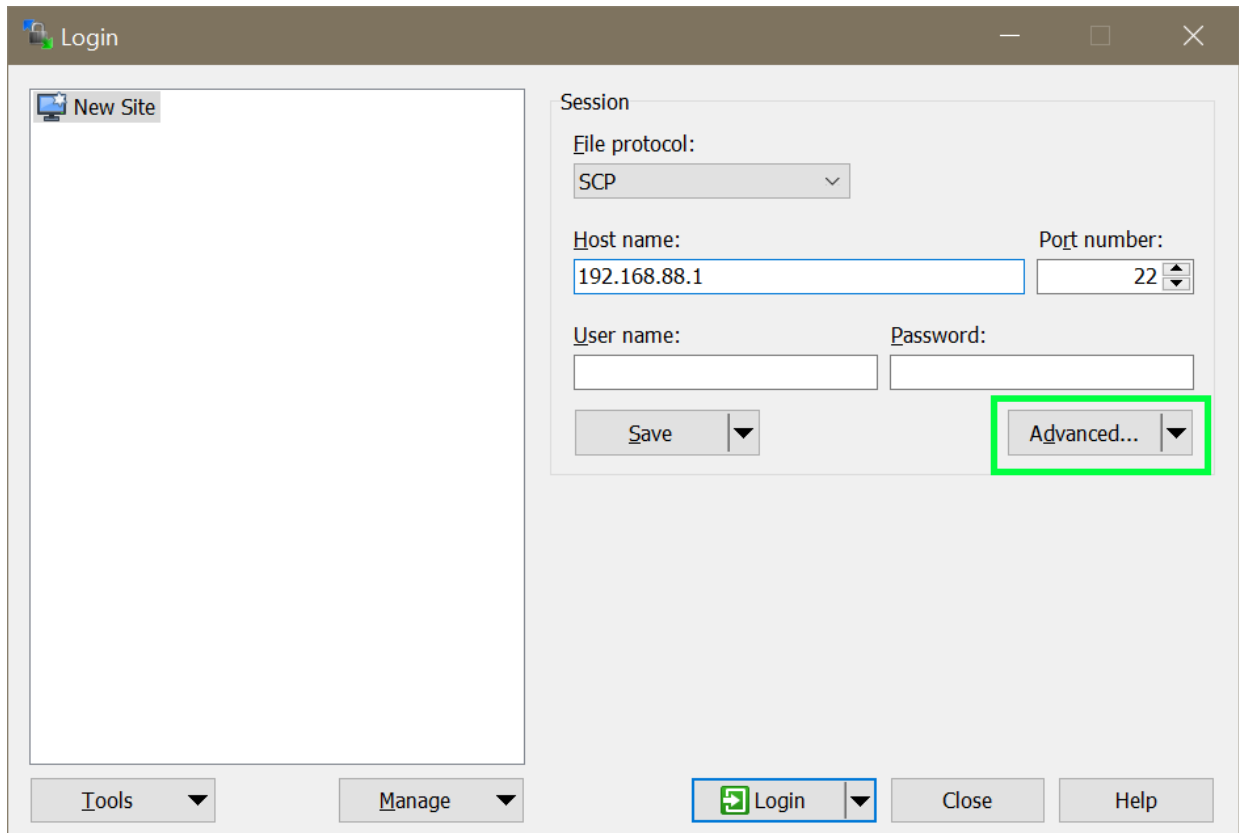 Login
New Site
Session
File protocol:
SCP
Host name:
Port number:
192.168.88.1
22
User name:
Password:
Save
Advanced...
Tools
Manage
Login
Close
Help